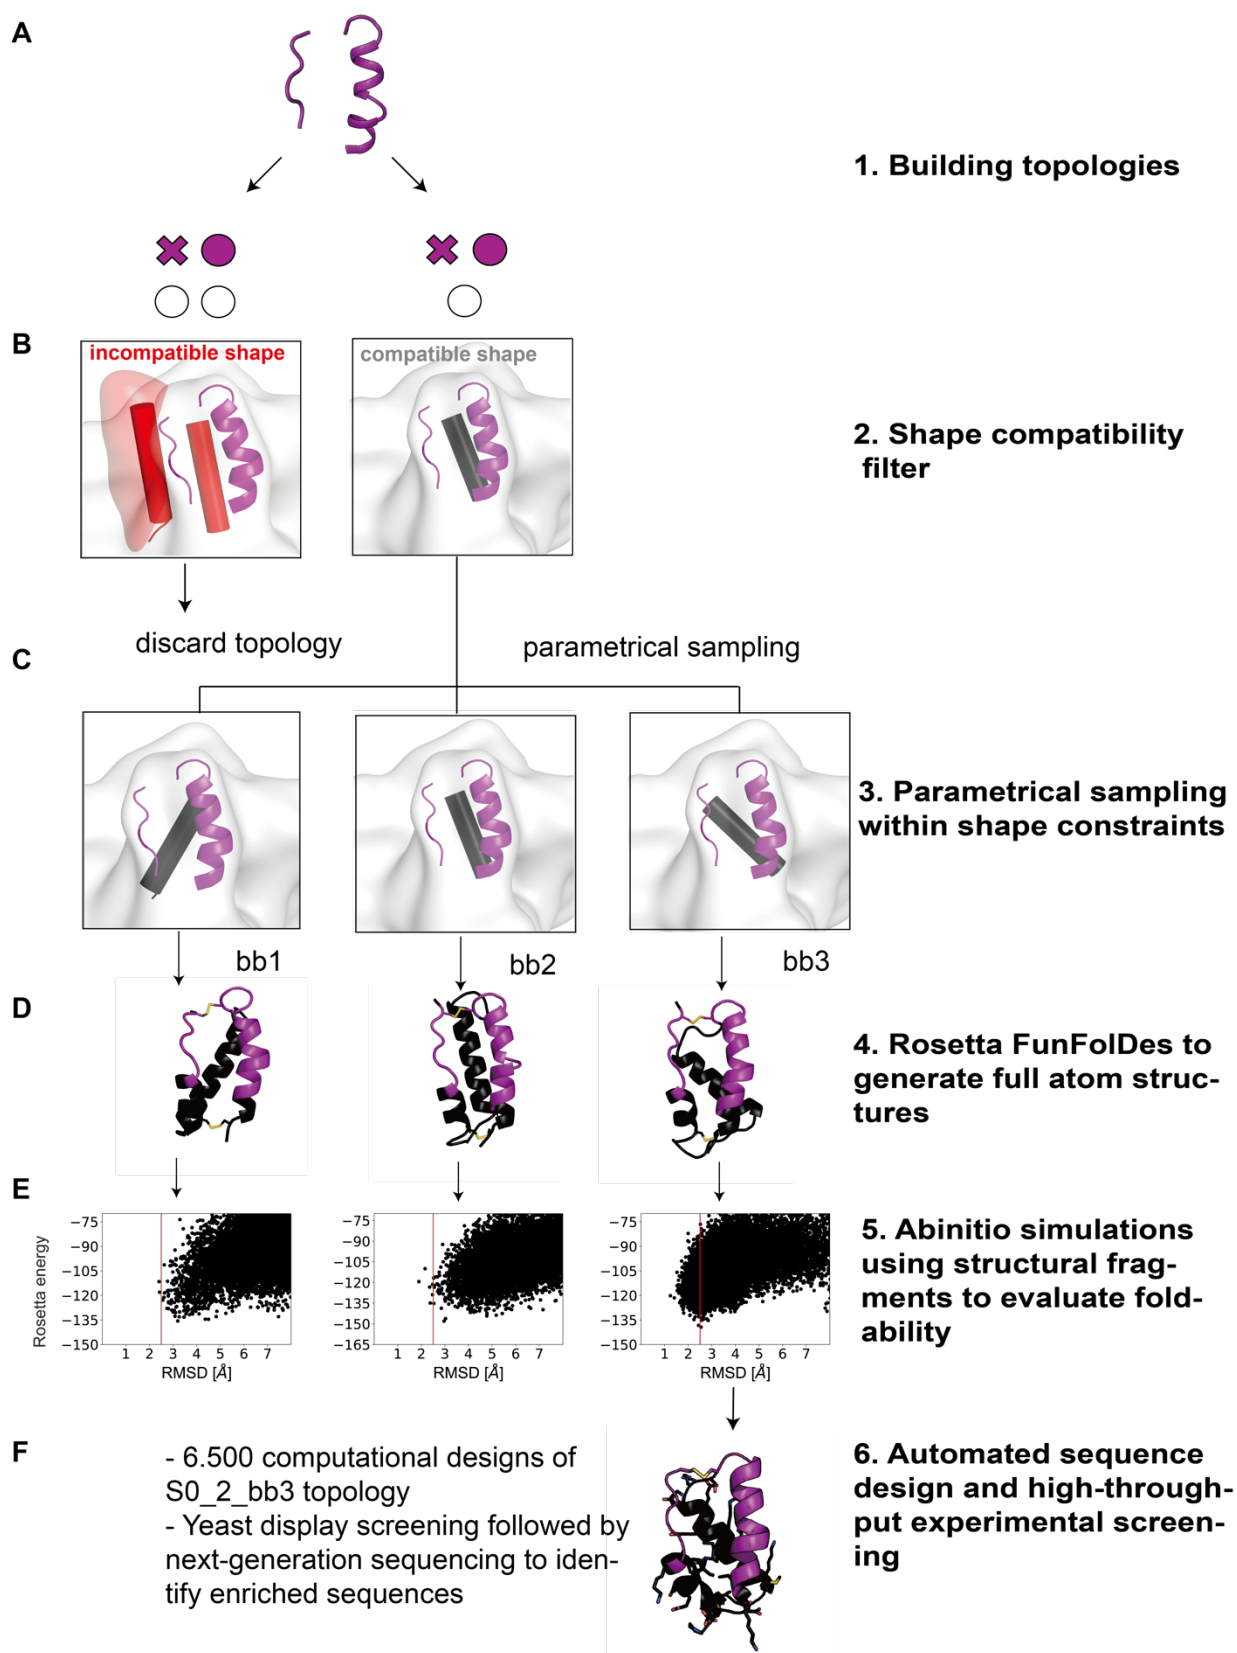 A
1. Building topologies
B
incompatible shape
compatible shape
2. Shape compatibility
filter
discard topology
parametrical sampling
C
3. Parametrical sampling
within shape constraints
bb1
bb2
bb3
D
4. Rosetta FunFolDes to
generate full atom struc-
tures
E
Rosetta energy
−75
−90
−105
−120
−135
−150
1 2 3 4 5 6 7
RMSD [Å]
−75
−90
−105
−120
−135
−150
−165
1 2 3 4 5 6 7
RMSD [Å]
−75
−90
−105
−120
−135
−150
1 2 3 4 5 6 7
RMSD [Å]
5. Abinitio simulations
using structural frag-
ments to evaluate fold-
ability
F
- 6.500 computational designs of
S0_2_bb3 topology
- Yeast display screening followed by
next-generation sequencing to iden-
tify enriched sequences
6. Automated sequence
design and high-through-
put experimental screen-
ing